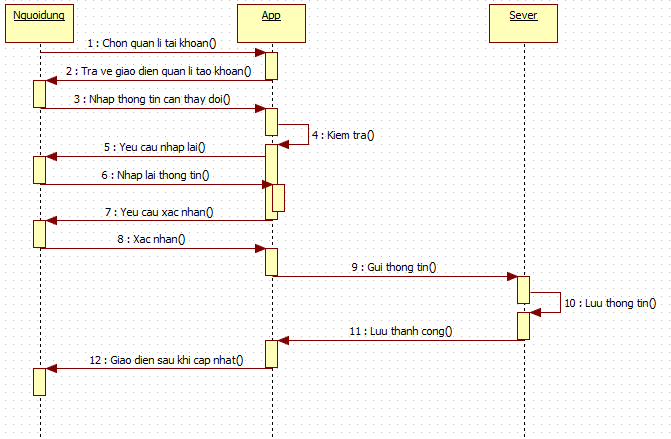 Nguoidung
App
Sever
1 : Chon quan li tai khoan()
2 : Tra ve giao dien quan li tao khoan()
3 : Nhap thong tin can thay doi()
4 : Kiem tra()
5 : Yeu cau nhap lai()
6 : Nhap lai thong tin()
7 : Yeu cau xac nhan()
8 : Xac nhan()
9 : Gui thong tin()
10 : Luu thong tin()
11 : Luu thanh cong()
12 : Giao dien sau khi cap nhat()